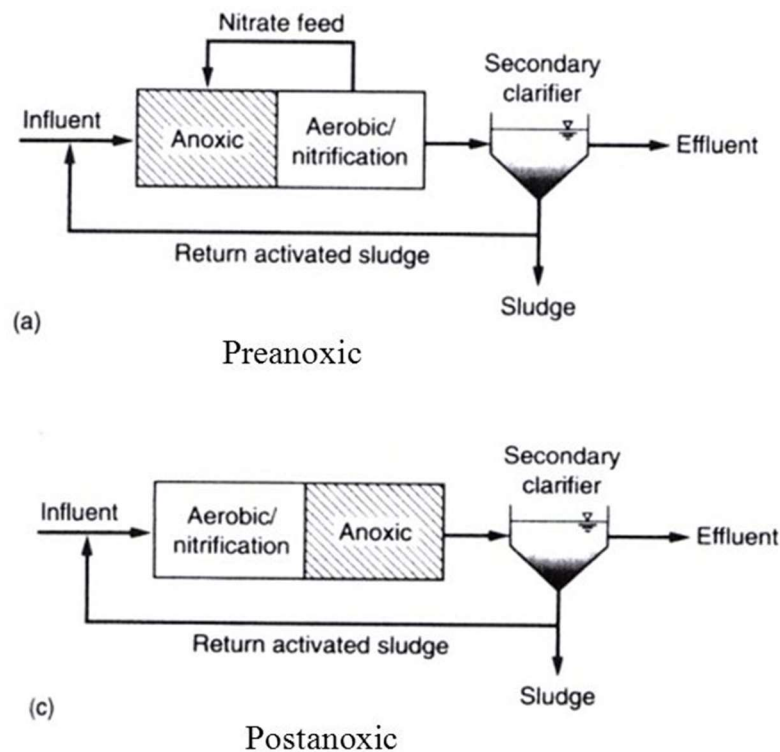 Nitrate feed
Secondary
clarifier
Influent
Anoxic
Aerobic/
nitrification
Effluent
Return activated sludge
Sludge
(a)
Preanoxic
Secondary
clarifier
Influent
Aerobic/
nitrification
Anoxic
Effluent
Return activated sludge
Sludge
(c)
Postanoxic